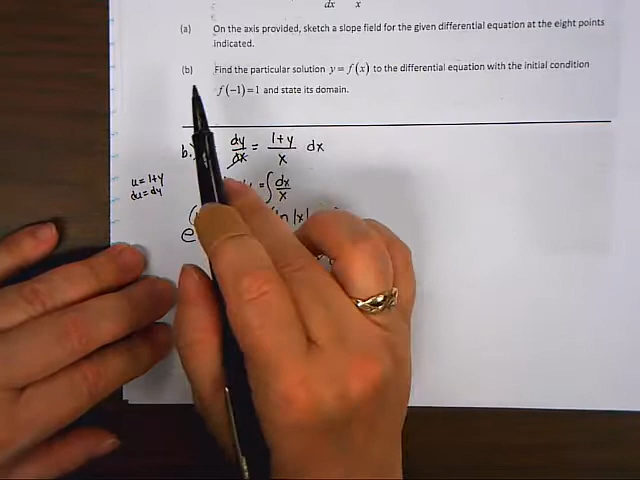 dx x
(a) On the axis provided, sketch a slope field for the given differential equation at the eight points
indicated.
(b) Find the particular solution y = f(x) to the differential equation with the initial condition
f(-1)=1 and state its domain.
b.) dy/dx = 1+y/x dx
u = 1+y
du = dy
= ∫ dx/x
ln |x|
e